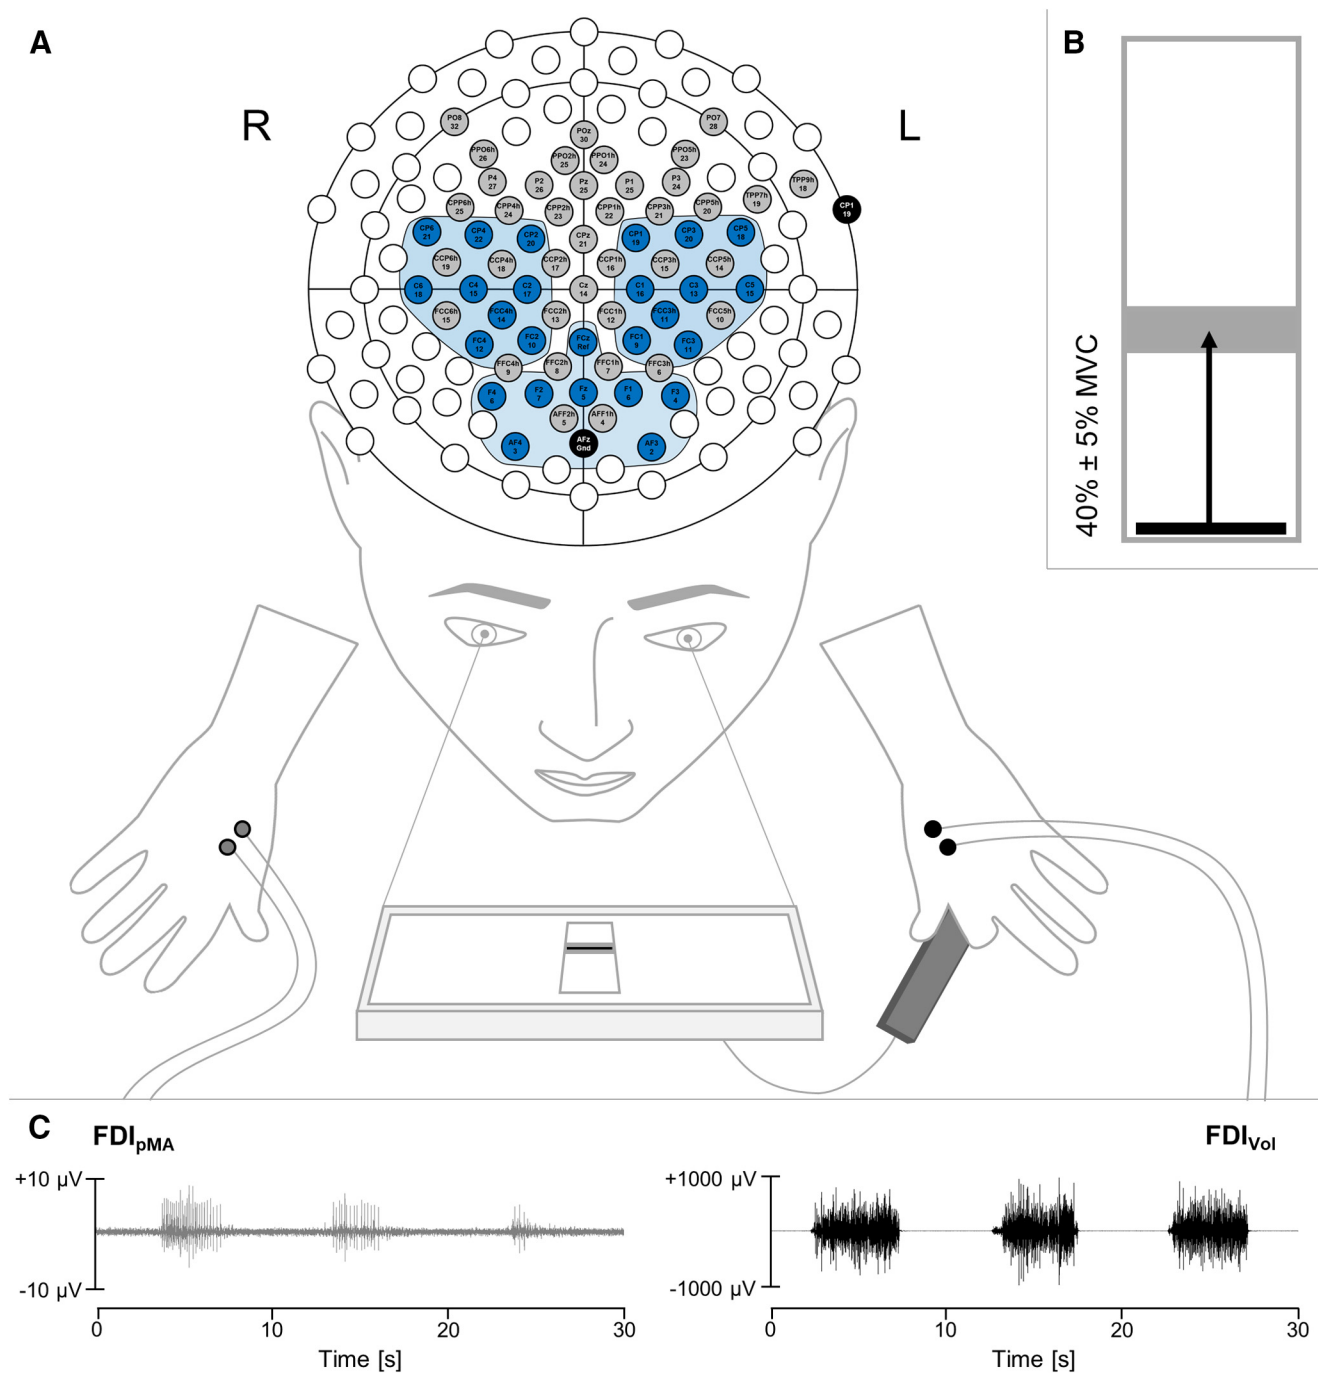 A
B
R
L
PO8
32
PO7
28
POz
30
PPO6h
26
PPO2h
25
PPO1h
24
PPO5h
23
P4
27
P2
26
Pz
25
P1
25
P3
24
TPP7h
19
TPP9h
18
CPP6h
25
CPP4h
24
CPP2h
23
CPP1h
22
CPP3h
21
CPP5h
20
CP1
19
CP6
21
CP4
22
CP2
20
CPz
21
CP1
19
CP3
20
CP5
18
CCP6h
19
CCP4h
18
CCP2h
17
CCP1h
16
CCP3h
15
CCP5h
14
C6
18
C4
15
C2
17
Cz
14
C1
16
C3
13
C5
15
FCC6h
15
FCC4h
14
FCC2h
13
FCC1h
12
FCC3h
11
FCC5h
10
FC4
12
FC2
10
FCz
Ref
FC1
9
FC3
11
FFC4h
9
FFC2h
8
FFC1h
7
FFC3h
6
F4
6
F2
7
Fz
5
F1
6
F3
4
AFF2h
5
AFF1h
4
AF4
3
AFz
Gnd
AF3
2
40% ± 5% MVC
C
FDIpMA
+10 µV
-10 µV
0
10
20
30
Time [s]
FDIVol
+1000 µV
-1000 µV
0
10
20
30
Time [s]